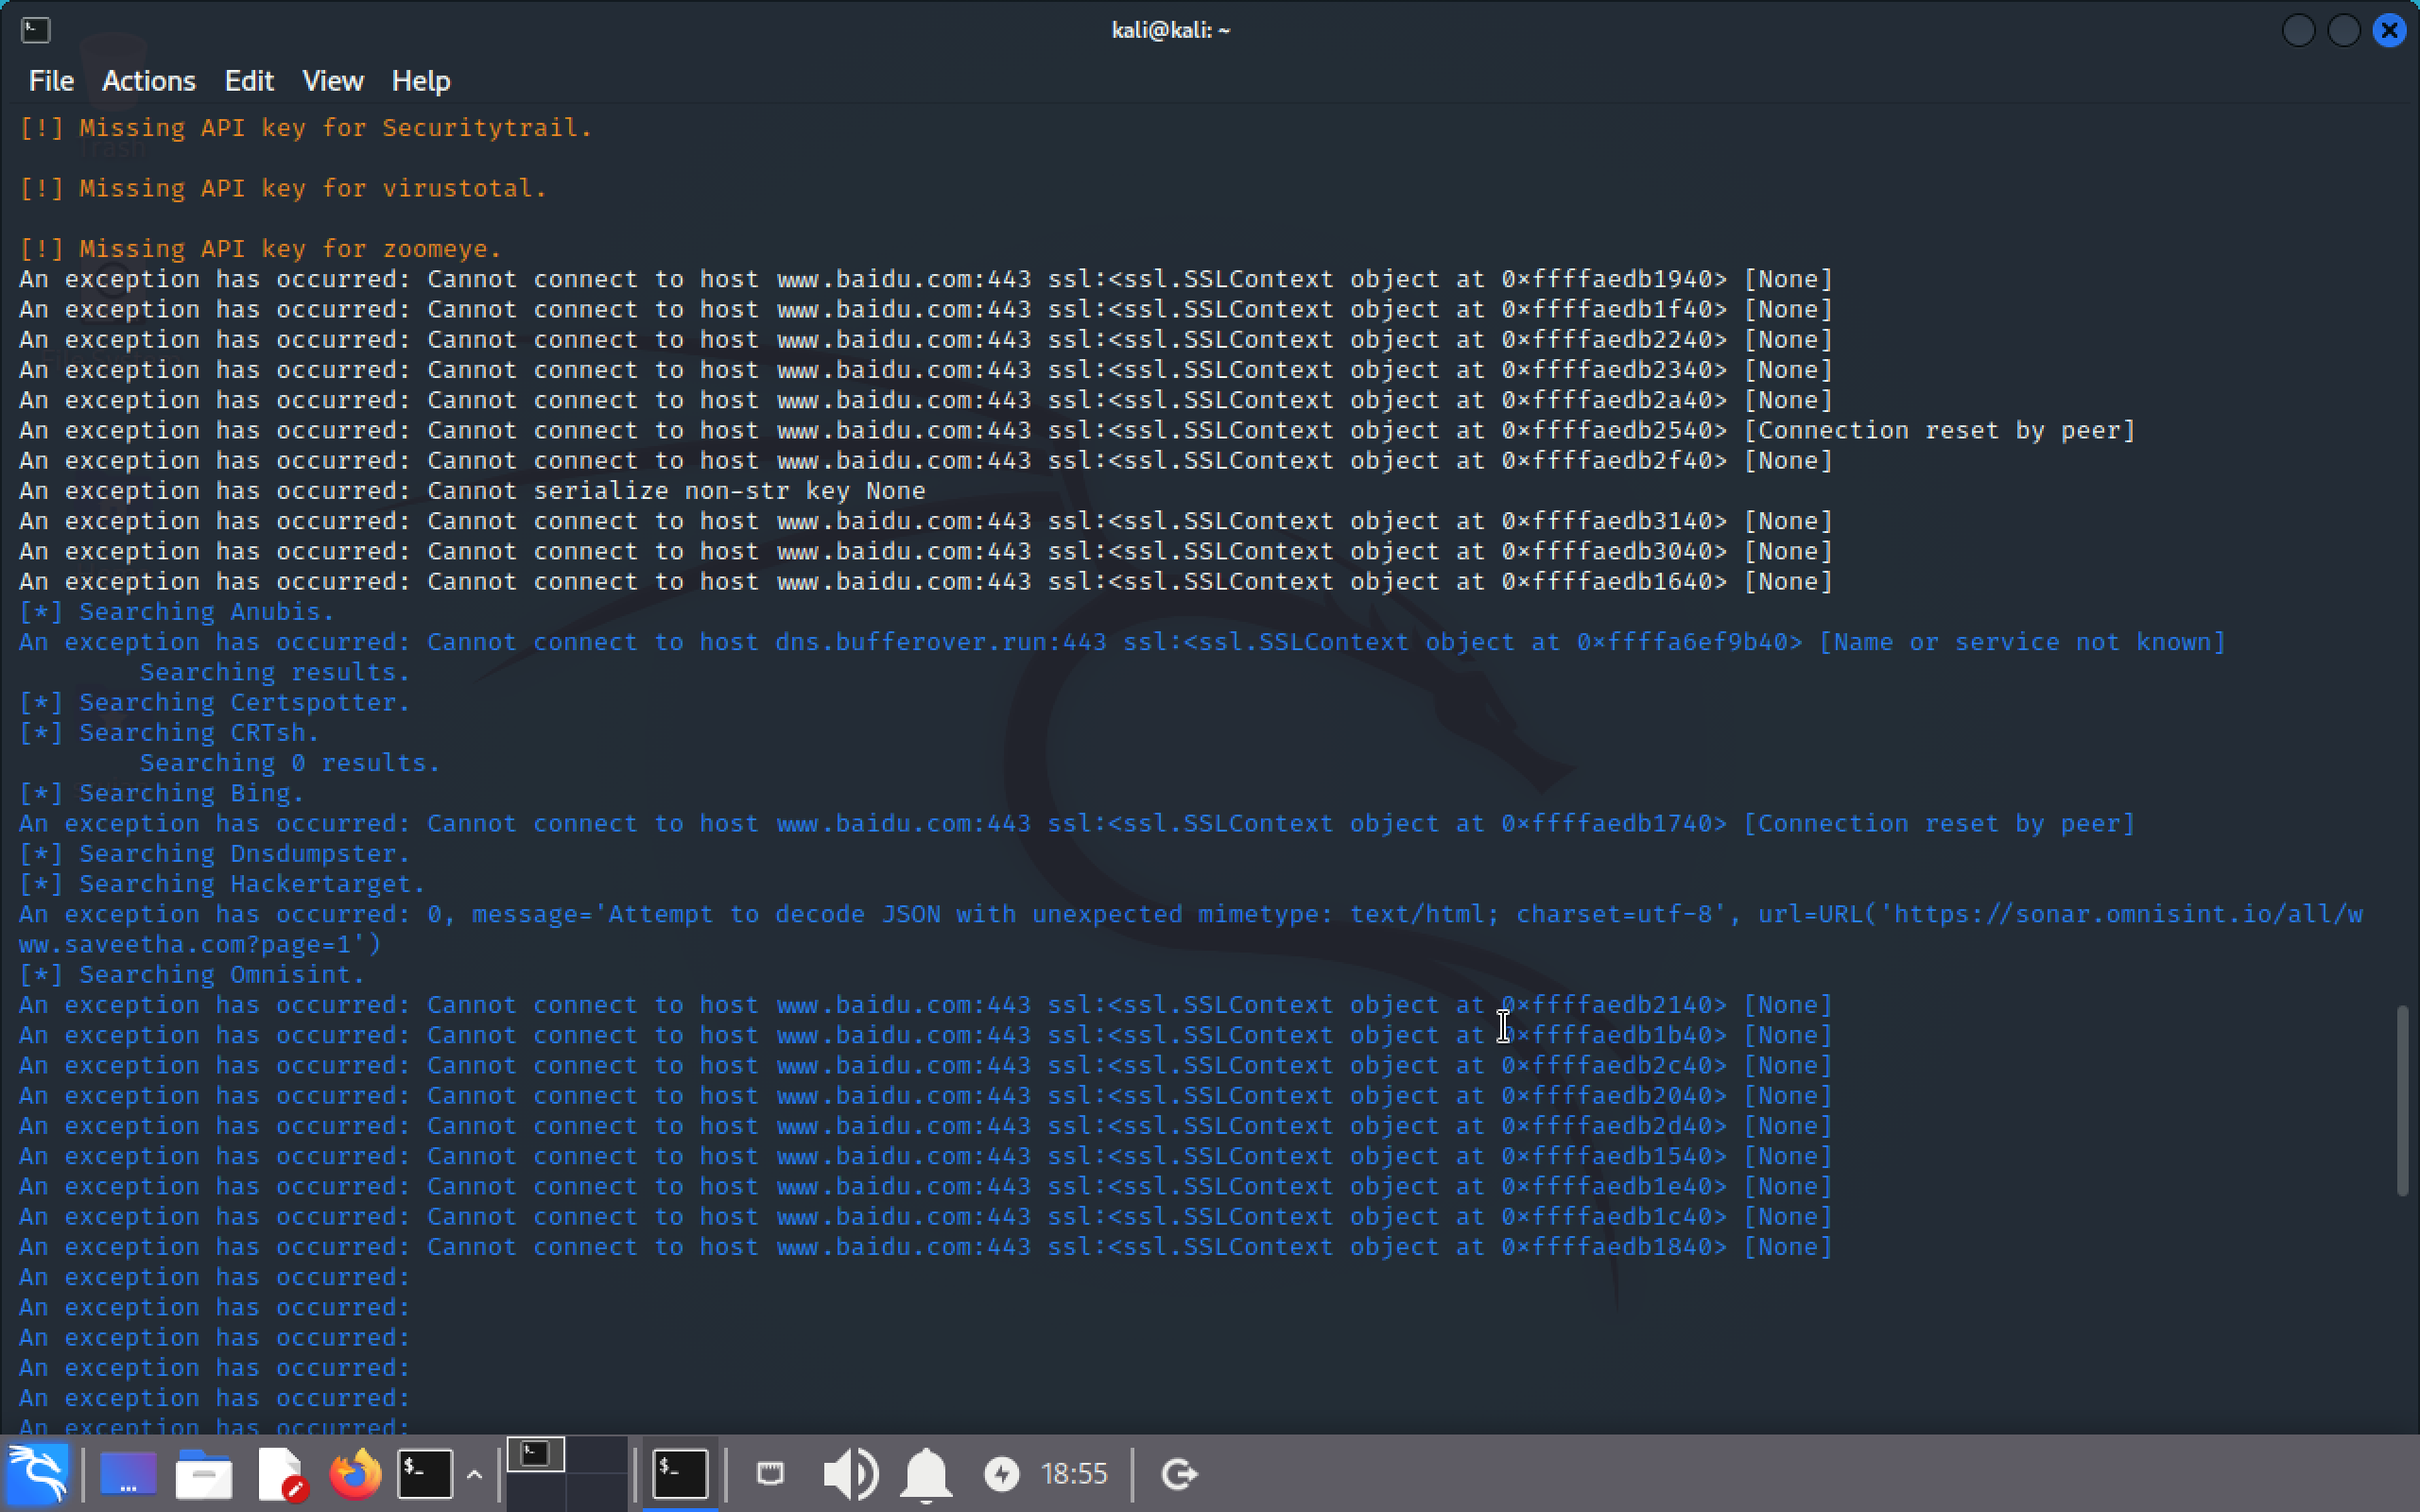 kali@kali: ~
File Actions Edit View Help
[!] Missing API key for Securitytrail.
Trash
[!] Missing API key for virustotal.
[!] Missing API key for zoomeye.
An exception has occurred: Cannot connect to host www.baidu.com:443 ssl:<ssl.SSLContext object at 0×ffffaedb1940> [None]
An exception has occurred: Cannot connect to host www.baidu.com:443 ssl:<ssl.SSLContext object at 0×ffffaedb1f40> [None]
An exception has occurred: Cannot connect to host www.baidu.com:443 ssl:<ssl.SSLContext object at 0×ffffaedb2240> [None]
An exception has occurred: Cannot connect to host www.baidu.com:443 ssl:<ssl.SSLContext object at 0×ffffaedb2340> [None]
An exception has occurred: Cannot connect to host www.baidu.com:443 ssl:<ssl.SSLContext object at 0×ffffaedb2a40> [None]
An exception has occurred: Cannot connect to host www.baidu.com:443 ssl:<ssl.SSLContext object at 0×ffffaedb2540> [Connection reset by peer]
An exception has occurred: Cannot connect to host www.baidu.com:443 ssl:<ssl.SSLContext object at 0×ffffaedb2f40> [None]
An exception has occurred: Cannot serialize non-str key None
An exception has occurred: Cannot connect to host www.baidu.com:443 ssl:<ssl.SSLContext object at 0×ffffaedb3140> [None]
An exception has occurred: Cannot connect to host www.baidu.com:443 ssl:<ssl.SSLContext object at 0×ffffaedb3040> [None]
An exception has occurred: Cannot connect to host www.baidu.com:443 ssl:<ssl.SSLContext object at 0×ffffaedb1640> [None]
[*] Searching Anubis.
An exception has occurred: Cannot connect to host dns.bufferover.run:443 ssl:<ssl.SSLContext object at 0×ffffa6ef9b40> [Name or service not known]
Searching results.
[*] Searching Certspotter.
[*] Searching CRTsh.
Searching 0 results.
[*] Searching Bing.
An exception has occurred: Cannot connect to host www.baidu.com:443 ssl:<ssl.SSLContext object at 0×ffffaedb1740> [Connection reset by peer]
[*] Searching Dnsdumpster.
[*] Searching Hackertarget.
An exception has occurred: 0, message='Attempt to decode JSON with unexpected mimetype: text/html; charset=utf-8', url=URL('https://sonar.omnisint.io/all/w
ww.saveetha.com?page=1')
[*] Searching Omnisint.
An exception has occurred: Cannot connect to host www.baidu.com:443 ssl:<ssl.SSLContext object at 0×ffffaedb2140> [None]
An exception has occurred: Cannot connect to host www.baidu.com:443 ssl:<ssl.SSLContext object at 0×ffffaedb1b40> [None]
An exception has occurred: Cannot connect to host www.baidu.com:443 ssl:<ssl.SSLContext object at 0×ffffaedb2c40> [None]
An exception has occurred: Cannot connect to host www.baidu.com:443 ssl:<ssl.SSLContext object at 0×ffffaedb2040> [None]
An exception has occurred: Cannot connect to host www.baidu.com:443 ssl:<ssl.SSLContext object at 0×ffffaedb2d40> [None]
An exception has occurred: Cannot connect to host www.baidu.com:443 ssl:<ssl.SSLContext object at 0×ffffaedb1540> [None]
An exception has occurred: Cannot connect to host www.baidu.com:443 ssl:<ssl.SSLContext object at 0×ffffaedb1e40> [None]
An exception has occurred: Cannot connect to host www.baidu.com:443 ssl:<ssl.SSLContext object at 0×ffffaedb1c40> [None]
An exception has occurred: Cannot connect to host www.baidu.com:443 ssl:<ssl.SSLContext object at 0×ffffaedb1840> [None]
An exception has occurred:
An exception has occurred:
An exception has occurred:
An exception has occurred:
An exception has occurred:
An exception has occurred:
18:55